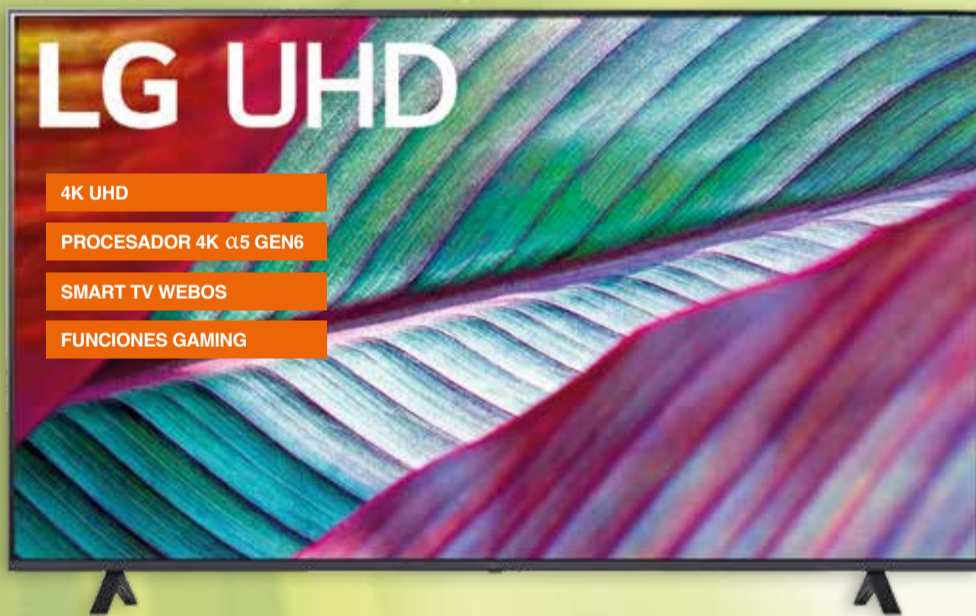 LG UHD
4K UHD
PROCESADOR 4K α5 GEN6
SMART TV WEBOS
FUNCIONES GAMING